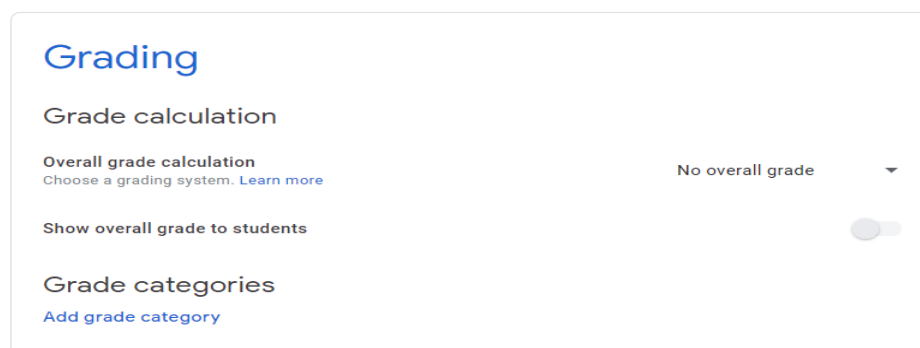 Grading
Grade calculation
Overall grade calculation
Choose a grading system. Learn more
No overall grade
Show overall grade to students
Grade categories
Add grade category